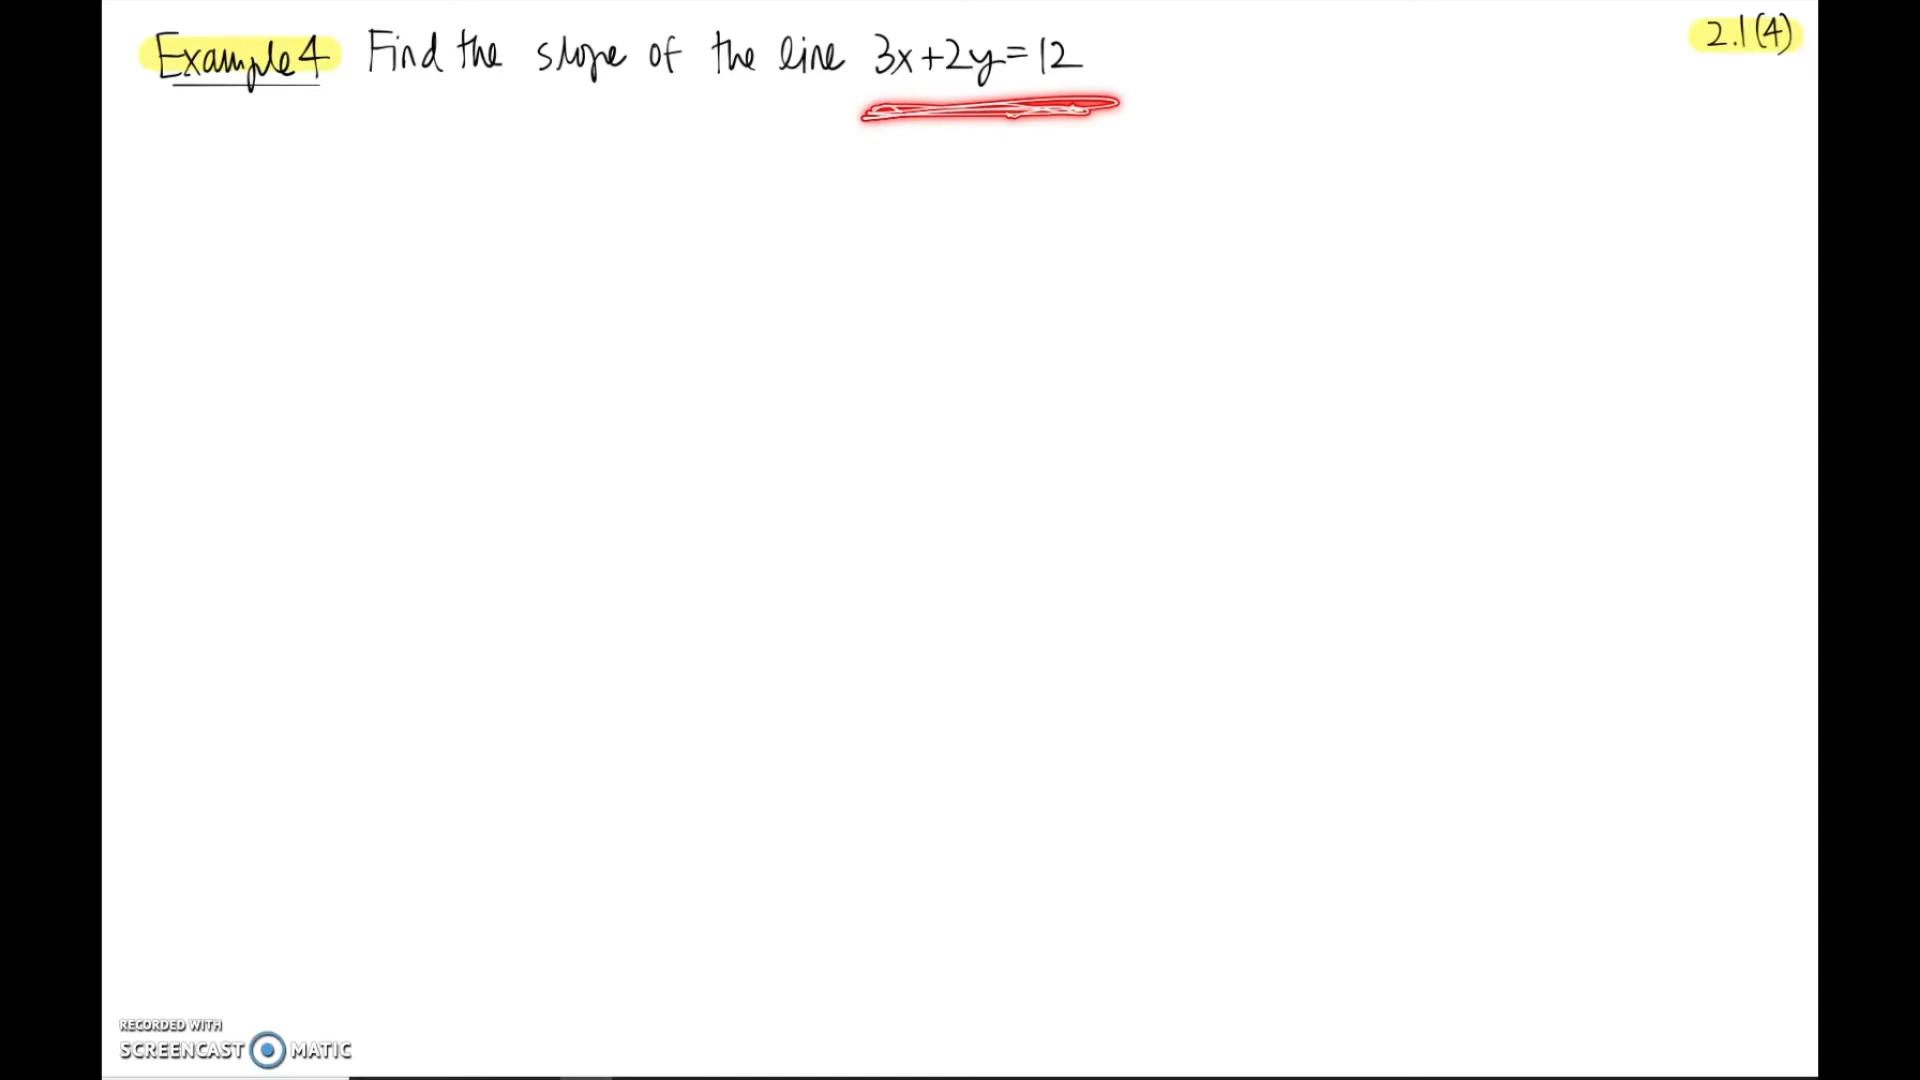 Example 4 Find the slope of the line 3x+2y=12
2.1(4)
RECORDED WITH
SCREENCAST MATIC